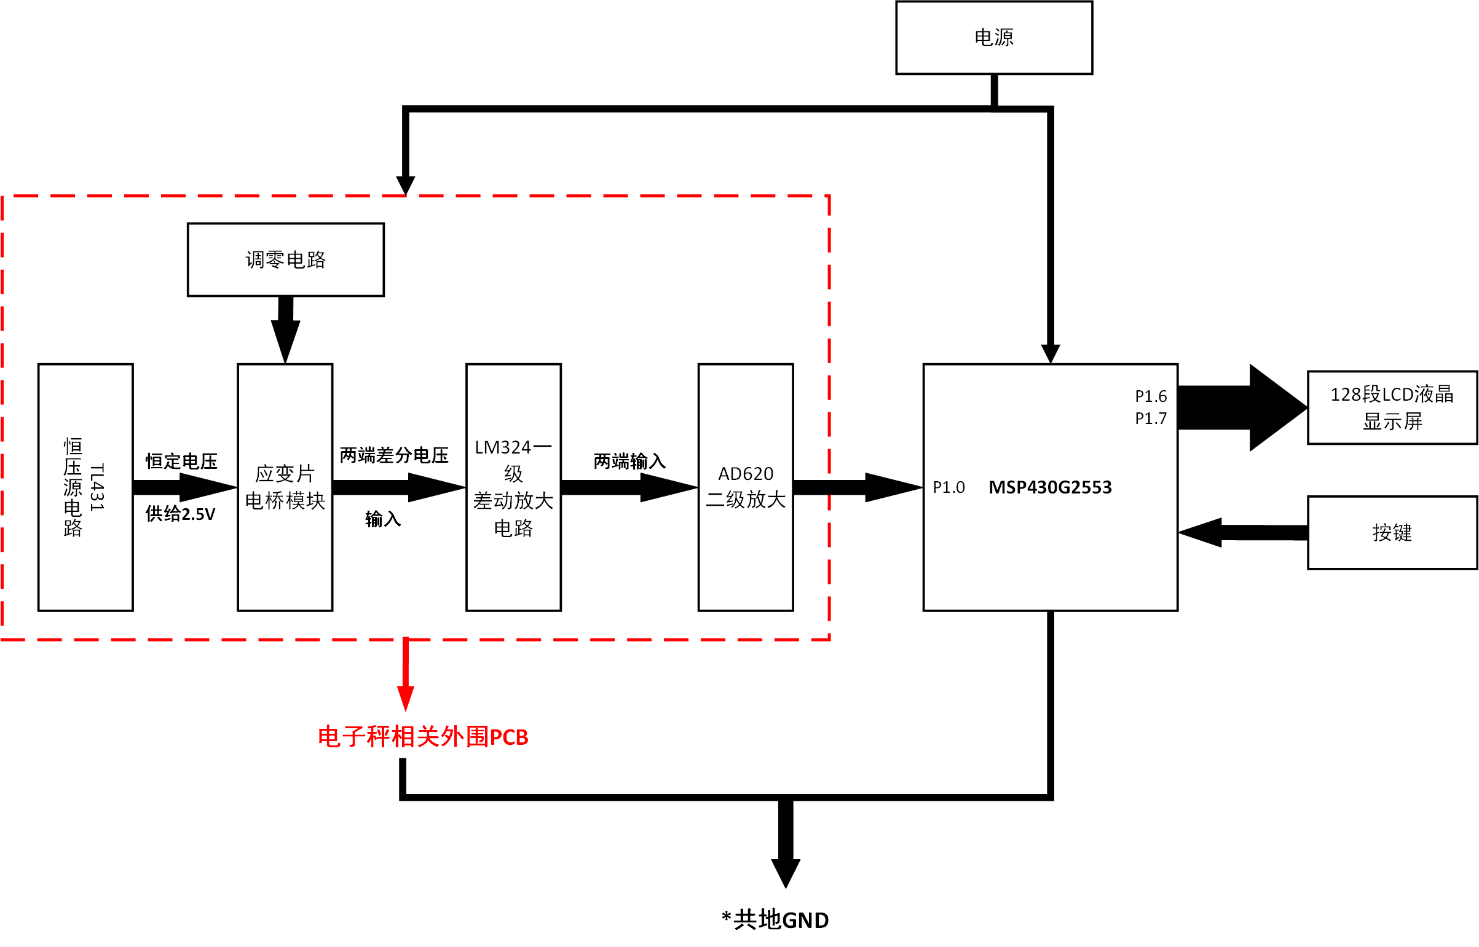 电源
调零电路
恒压源电路
TL431
恒定电压
供给2.5V
应变片
电桥模块
两端差分电压
输入
LM324一
级
差动放大
电路
两端输入
AD620
二级放大
P1.0
MSP430G2553
P1.6
P1.7
128段LCD液晶
显示屏
按键
电子秤相关外围PCB
*共地GND